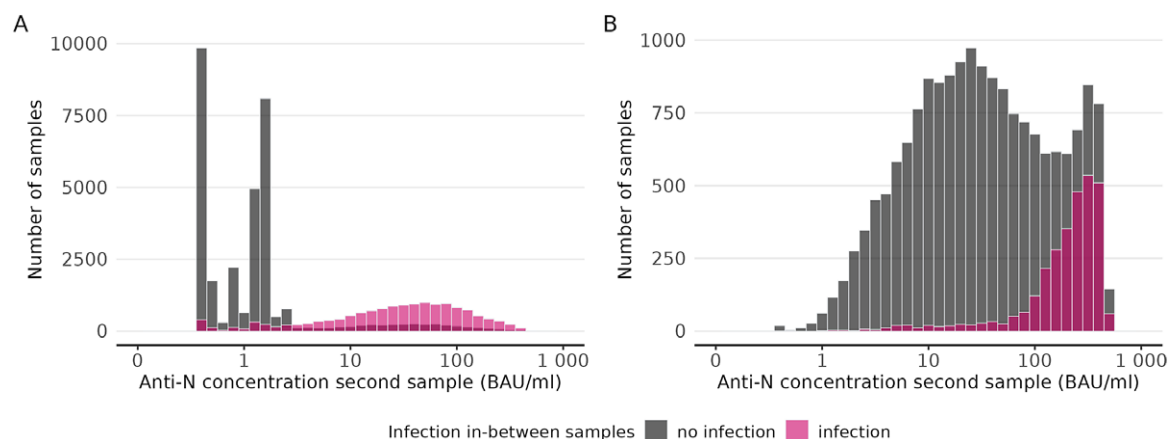 A
Number of samples
10000
7500
5000
2500
0
0 1 10 100 1 000
Anti-N concentration second sample (BAU/ml)
B
Number of samples
1000
750
500
250
0
0 1 10 100 1 000
Anti-N concentration second sample (BAU/ml)
Infection in-between samples no infection infection